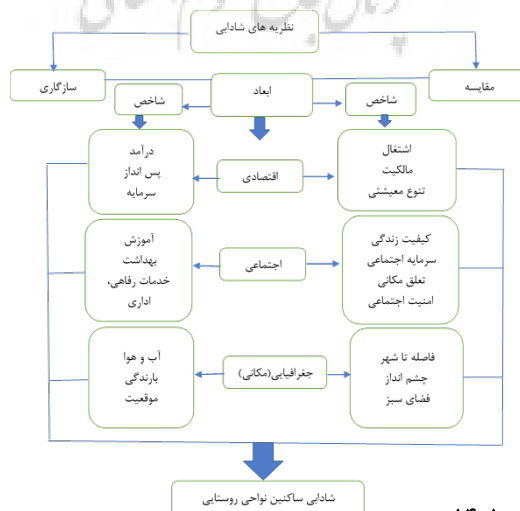 نظریه های شادابی
مقایسه
سازگاری
ابعاد
شاخص
شاخص
اشتغال
مالکیت
تنوع معیشتی
اقتصادی
درآمد
پس انداز
سرمایه
کیفیت زندگی
سرمایه اجتماعی
تعلق مکانی
امنیت اجتماعی
اجتماعی
آموزش
بهداشت
خدمات رفاهی،
اداری
فاصله تا شهر
چشم انداز
فضای سبز
جغرافیایی(مکانی)
آب و هوا
بارندگی
موقعیت
شادابی ساکنین نواحی روستایی